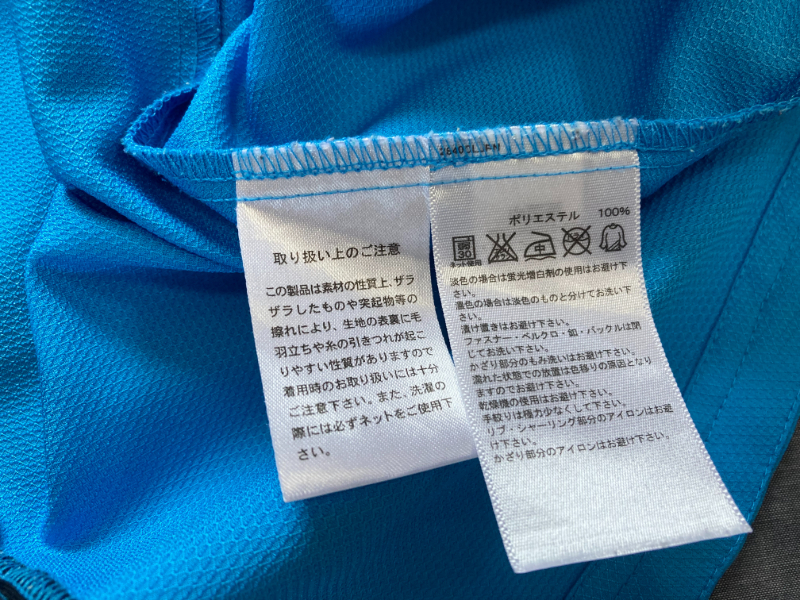 2840CL_PN
取り扱い上のご注意
この製品は素材の性質上、ザラ
ザラしたものや突起物等の
擦れにより、生地の表裏に毛
羽立ちや糸の引きつれが起こ
りやすい性質がありますので
着用時のお取り扱いには十分
ご注意下さい。また、洗濯の
際には必ずネットをご使用下
さい。
ポリエステル 100%
30
中
ネット使用
淡色の場合は蛍光増白剤の使用はお避け下
さい。
濃色の場合は淡色のものと分けてお洗い下
さい。
漬け置きはお避け下さい。
ファスナー・ベルクロ・釦・バックルは閉
じてお洗い下さい。
かざり部分のもみ洗いはお避け下さい。
濡れた状態での放置は色移りの原因となり
ますのでお避け下さい。
乾燥機の使用はお避け下さい。
手絞りは極力少なくして下さい。
リブ・シャーリング部分のアイロンはお避
け下さい。
かざり部分のアイロンはお避け下さい。